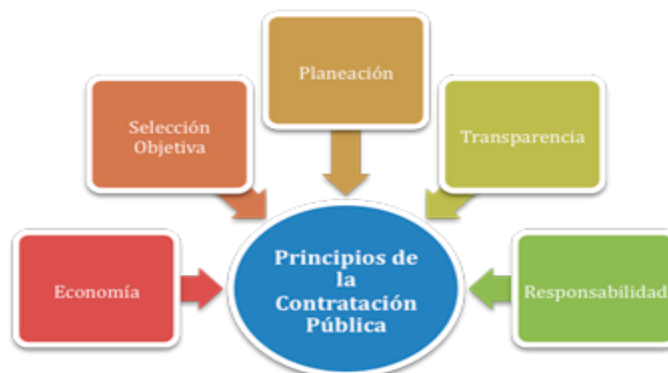 Planeación
Selección
Objetiva
Transparencia
Economía
Principios de
la
Contratación
Pública
Responsabilidad